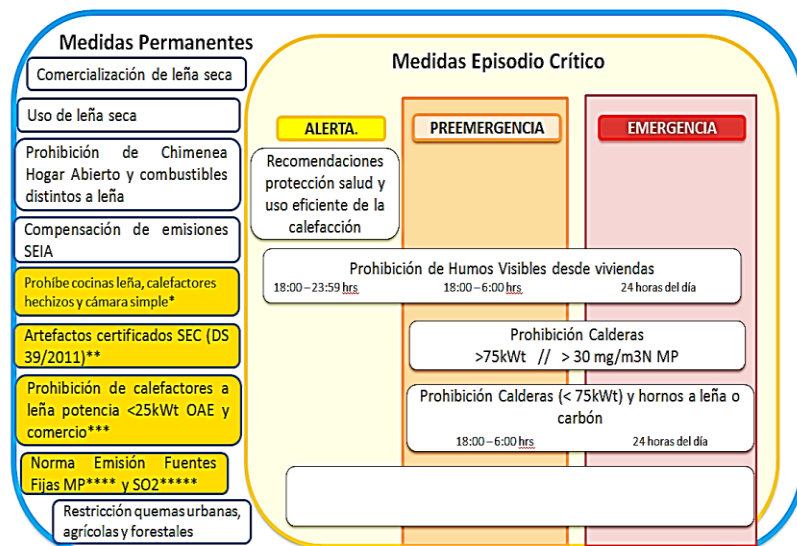 Medidas Permanentes
Comercialización de leña seca
Uso de leña seca
Prohibición de Chimenea
Hogar Abierto y combustibles
distintos a leña
Compensación de emisiones
SEIA
Prohíbe cocinas leña, calefactores
hechizos y cámara simple*
Artefactos certificados SEC (DS
39/2011)**
Prohibición de calefactores a
leña potencia <25kWt OAE y
comercio***
Norma Emisión Fuentes
Fijas MP**** y SO2*****
Restricción quemas urbanas,
agrícolas y forestales
Medidas Episodio Crítico
ALERTA.
PREEMERGENCIA
EMERGENCIA
Recomendaciones
protección salud y
uso eficiente de la
calefacción
Prohibición de Humos Visibles desde viviendas
18:00 – 23:59 hrs 18:00 – 6:00 hrs 24 horas del día
Prohibición Calderas
>75kWt // > 30 mg/m3N MP
Prohibición Calderas (< 75kWt) y hornos a leña o
carbón
18:00 – 6:00 hrs 24 horas del día